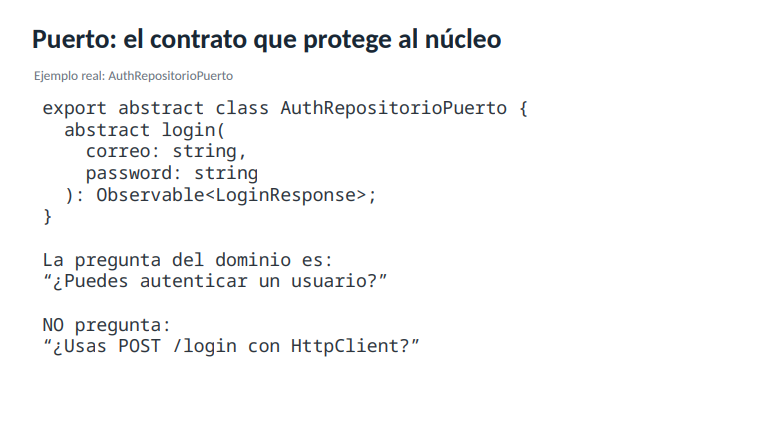 Puerto: el contrato que protege al núcleo
Ejemplo real: AuthRepositorioPuerto
export abstract class AuthRepositorioPuerto {
  abstract login(
    correo: string,
    password: string
  ): Observable<LoginResponse>;
}
La pregunta del dominio es:
“¿Puedes autenticar un usuario?”
NO pregunta:
“¿Usas POST /login con HttpClient?”